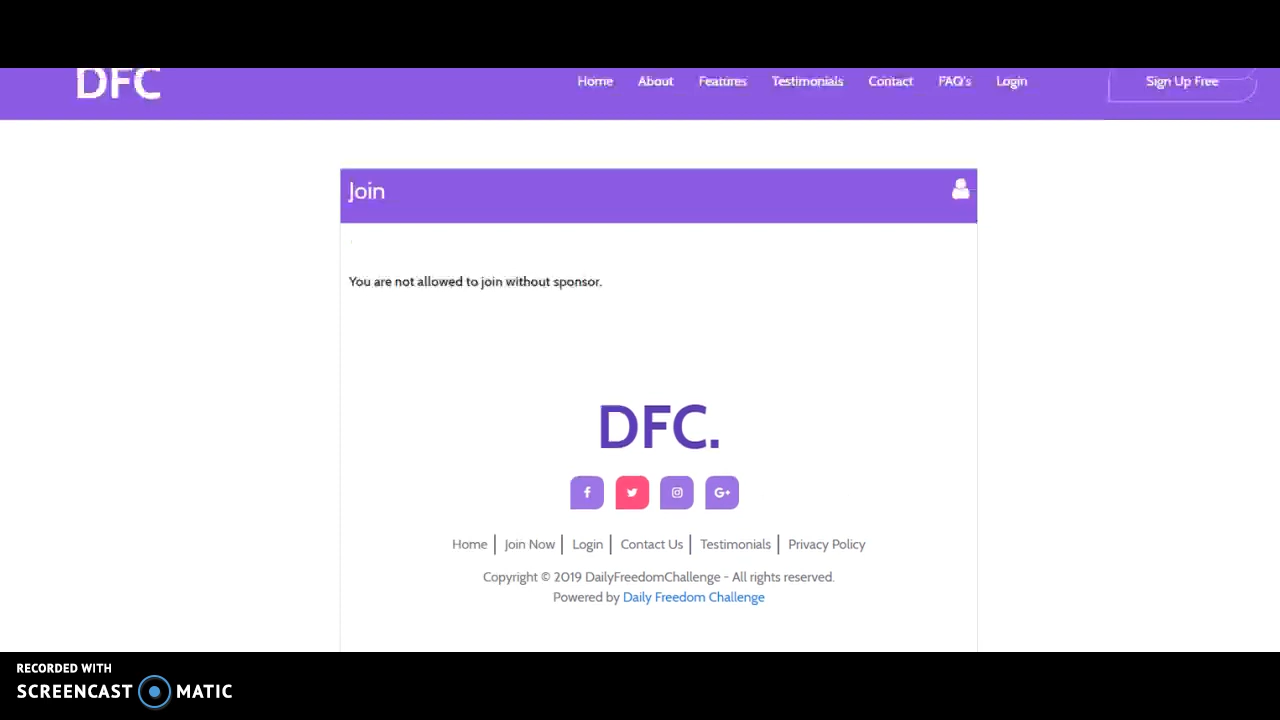 DFC
Home About Features Testimonials Contact FAQ's Login Sign Up Free
Join
You are not allowed to join without sponsor.
DFC.
f G+
Home | Join Now | Login | Contact Us | Testimonials | Privacy Policy
Copyright © 2019 DailyFreedomChallenge - All rights reserved.
Powered by Daily Freedom Challenge
RECORDED WITH
SCREENCAST MATIC